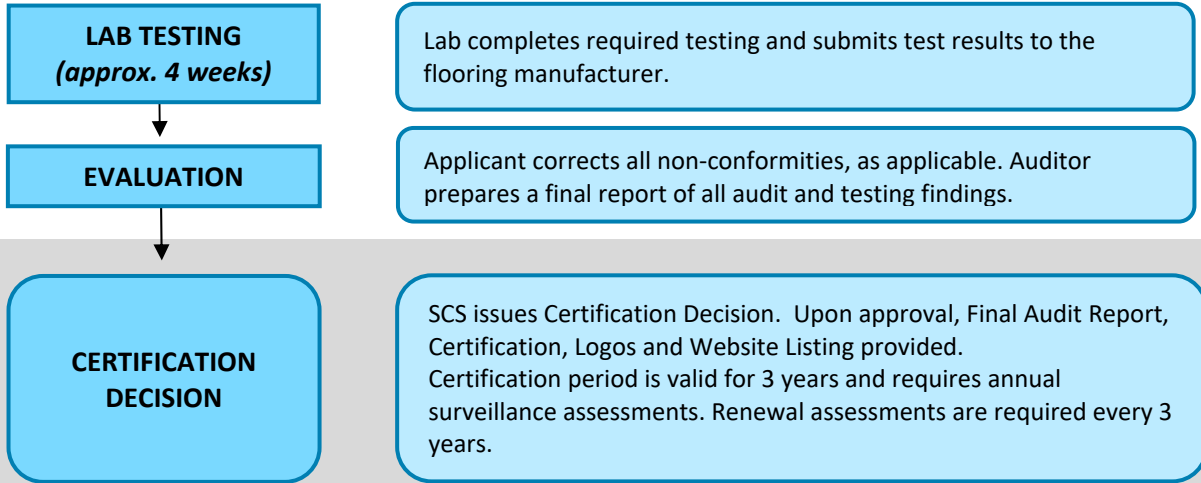 LAB TESTING
(approx. 4 weeks)
Lab completes required testing and submits test results to the
flooring manufacturer.
EVALUATION
Applicant corrects all non-conformities, as applicable. Auditor
prepares a final report of all audit and testing findings.
CERTIFICATION
DECISION
SCS issues Certification Decision.  Upon approval, Final Audit Report,
Certification, Logos and Website Listing provided.
Certification period is valid for 3 years and requires annual
surveillance assessments. Renewal assessments are required every 3
years.